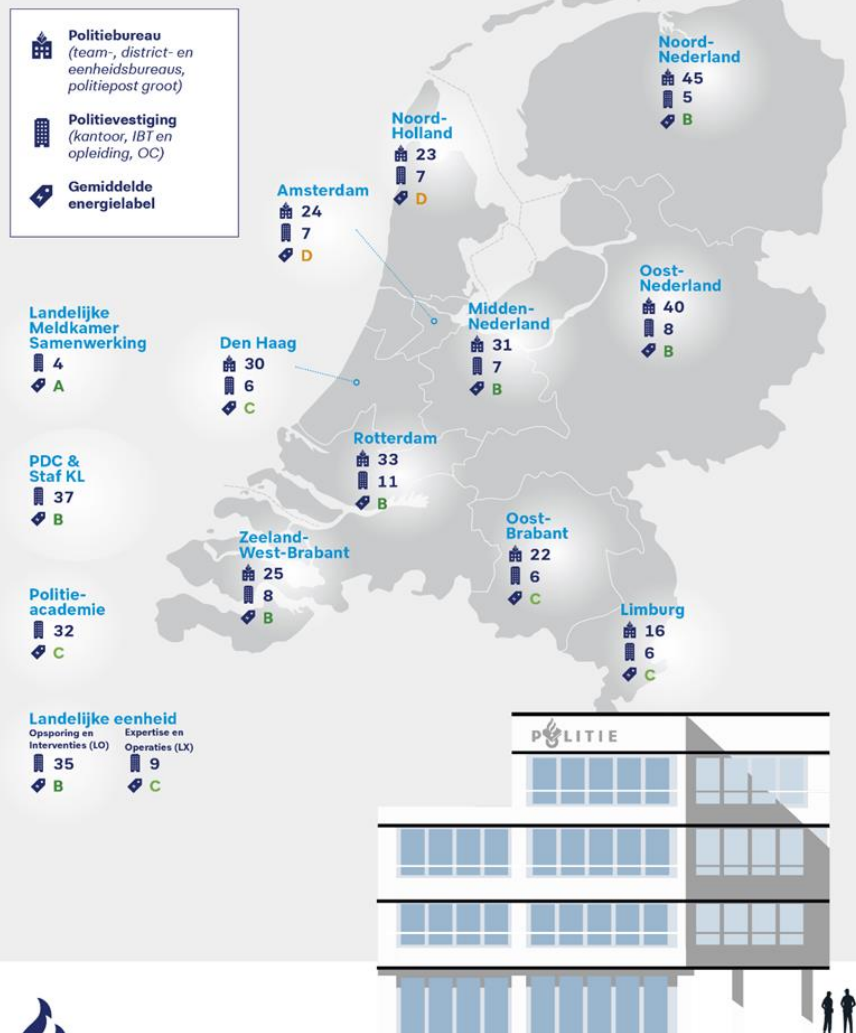 Politiebureau
(team-, district- en
eenheidsbureaus,
politiepost groot)
Politievestiging
(kantoor, IBT en
opleiding, OC)
Gemiddelde
energielabel
Noord-
Nederland
45
5
B
Noord-
Holland
23
7
D
Amsterdam
24
7
D
Oost-
Nederland
40
8
B
Landelijke
Meldkamer
Samenwerking
4
A
Den Haag
30
6
C
Midden-
Nederland
31
7
B
Rotterdam
33
11
B
PDC &
Staf KL
37
B
Zeeland-
West-Brabant
25
8
B
Oost-
Brabant
22
6
C
Politie-
academie
32
C
Limburg
16
6
C
Landelijke eenheid
Opsporing en
Interventies (LO)
35
B
Expertise en
Operaties (LX)
9
C
POLITIE